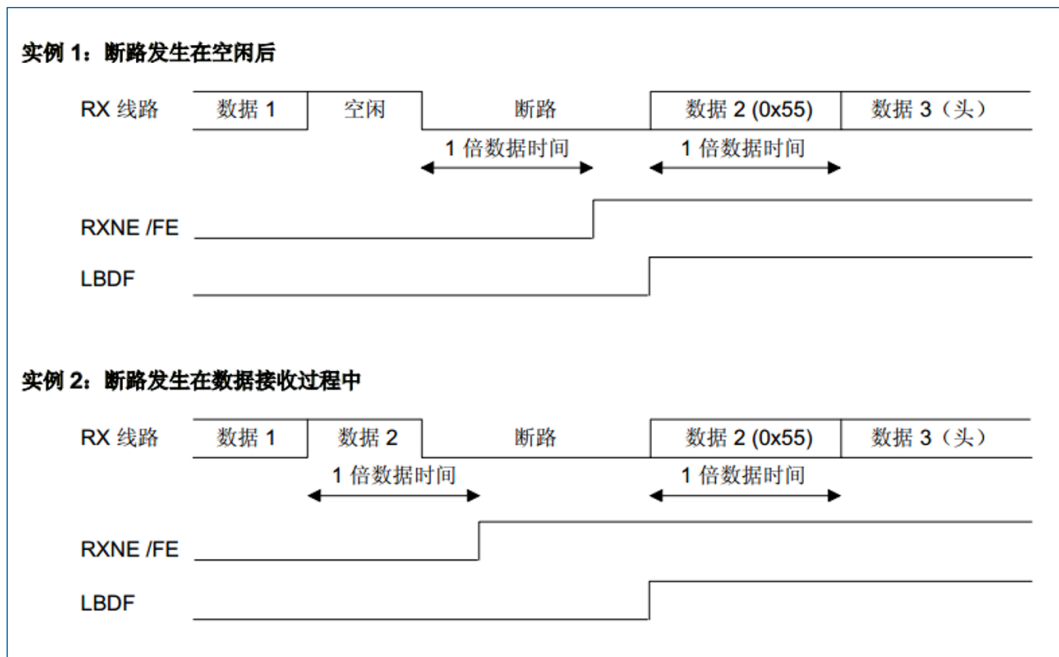 实例 1：断路发生在空闲后
RX 线路 数据 1 空闲 断路 数据 2 (0x55) 数据 3（头）
1 倍数据时间 1 倍数据时间
RXNE /FE
LBDF
实例 2：断路发生在数据接收过程中
RX 线路 数据 1 数据 2 断路 数据 2 (0x55) 数据 3（头）
1 倍数据时间 1 倍数据时间
RXNE /FE
LBDF